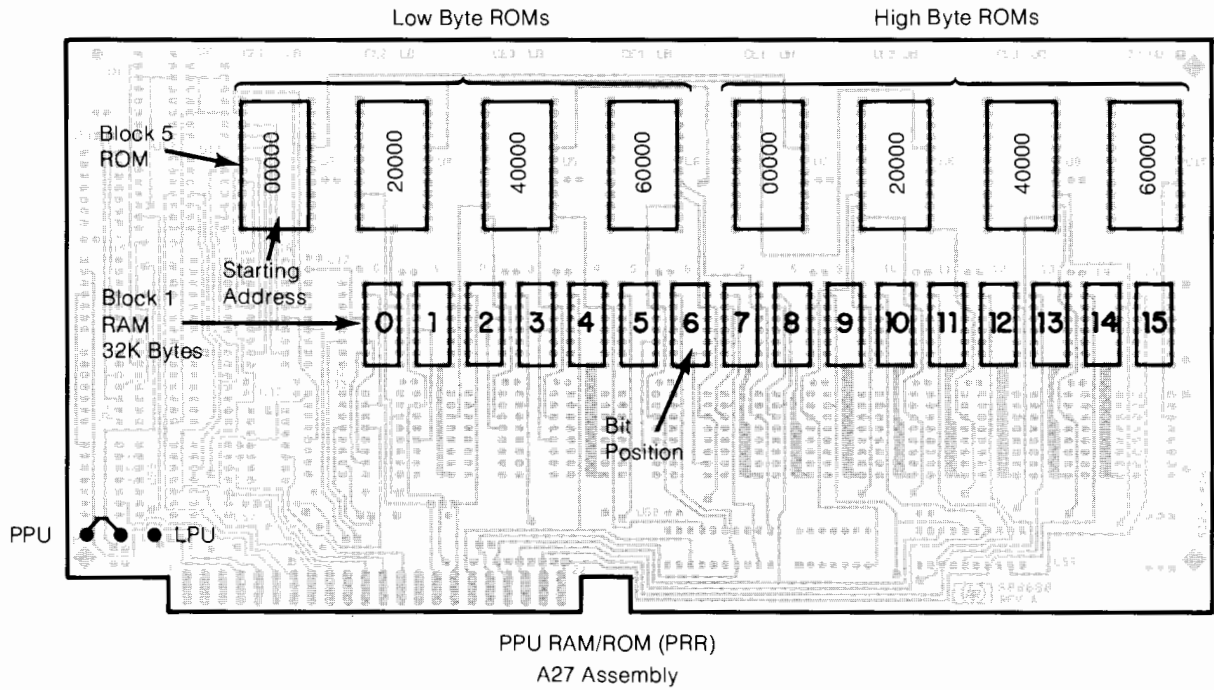 Low Byte ROMs
High Byte ROMs
Block 5
ROM
00000
20000
40000
60000
00000
20000
40000
60000
Starting
Address
Block 1
RAM
32K Bytes
0 1 2 3 4 5 6 7 8 9 10 11 12 13 14 15
Bit
Position
PPU
LPU
PPU RAM/ROM (PRR)
A27 Assembly